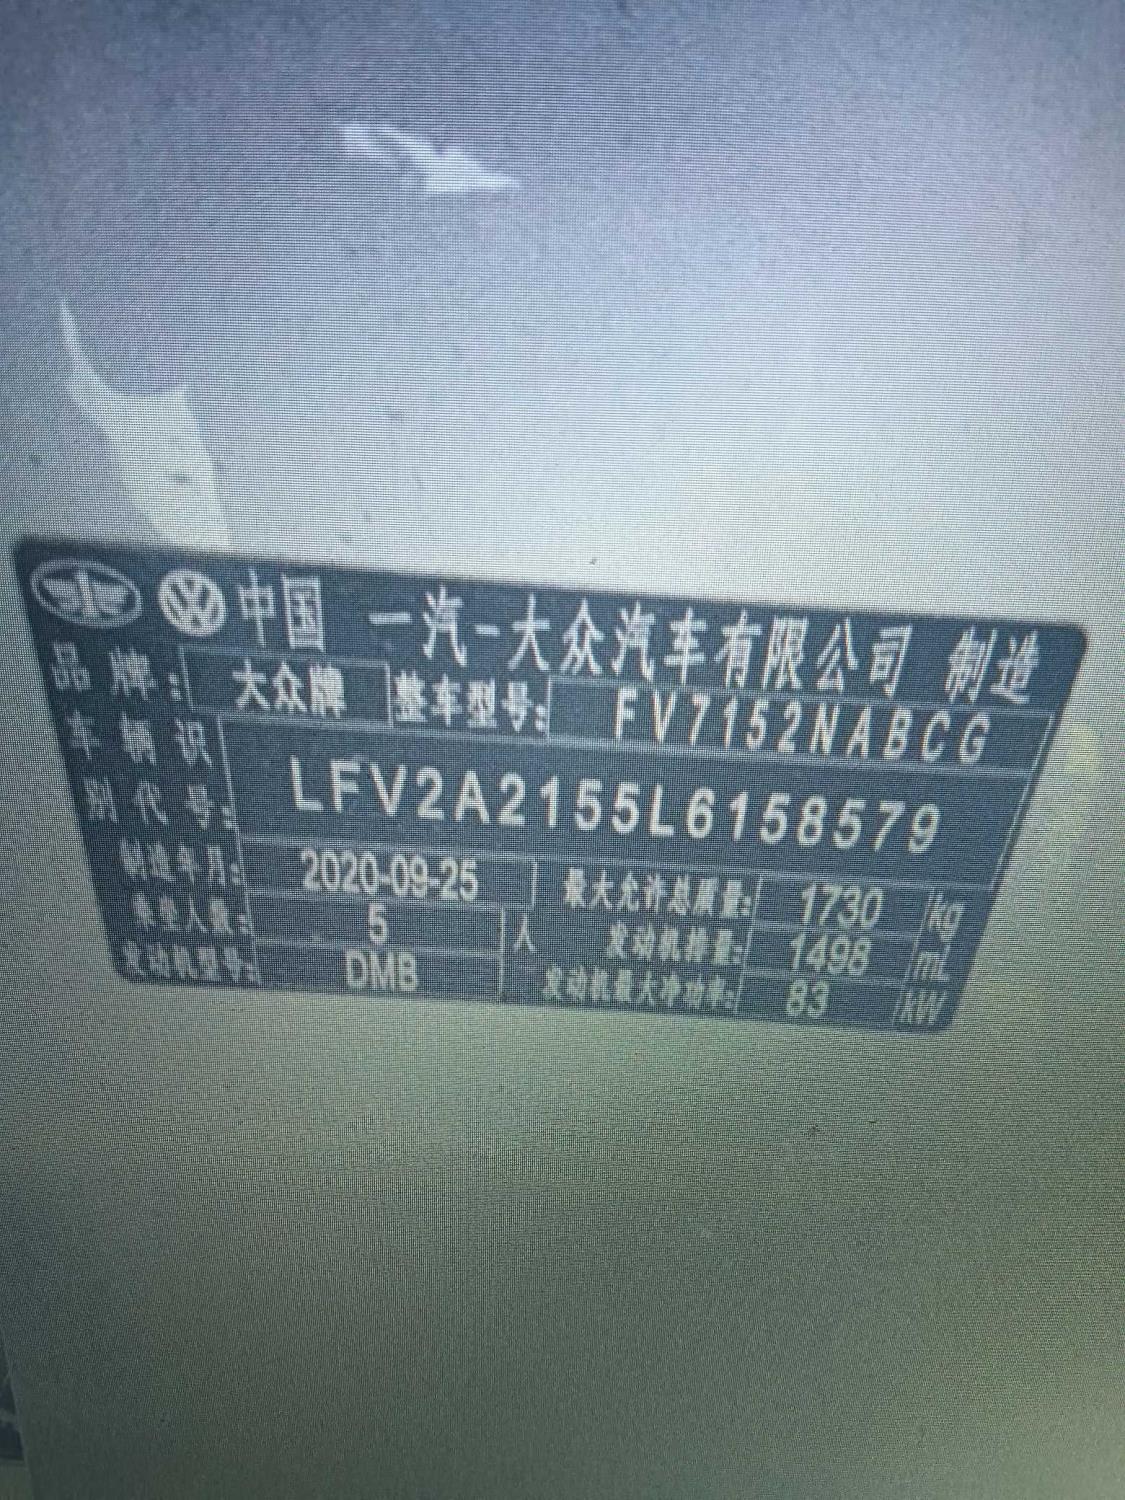 中国 一汽-大众汽车有限公司 制造
品牌: 大众牌 整车型号: FV7152NABCG
车辆识别代号: LFV2A2155L6158579
制造年月: 2020-09-25 最大允许总质量: 1730 kg
乘坐人数: 5 人 发动机排量: 1498 mL
发动机型号: DMB 发动机最大净功率: 83 kW